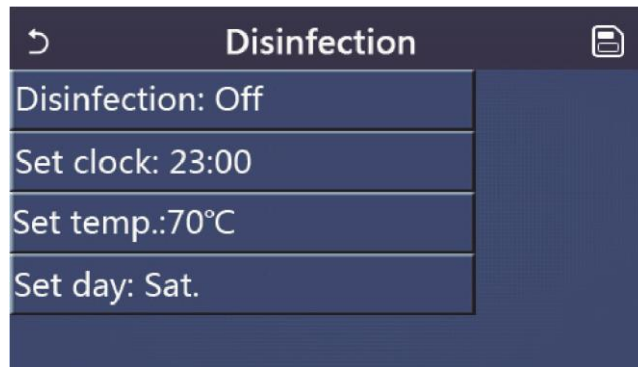 Disinfection
Disinfection: Off
Set clock: 23:00
Set temp.:70℃
Set day: Sat.